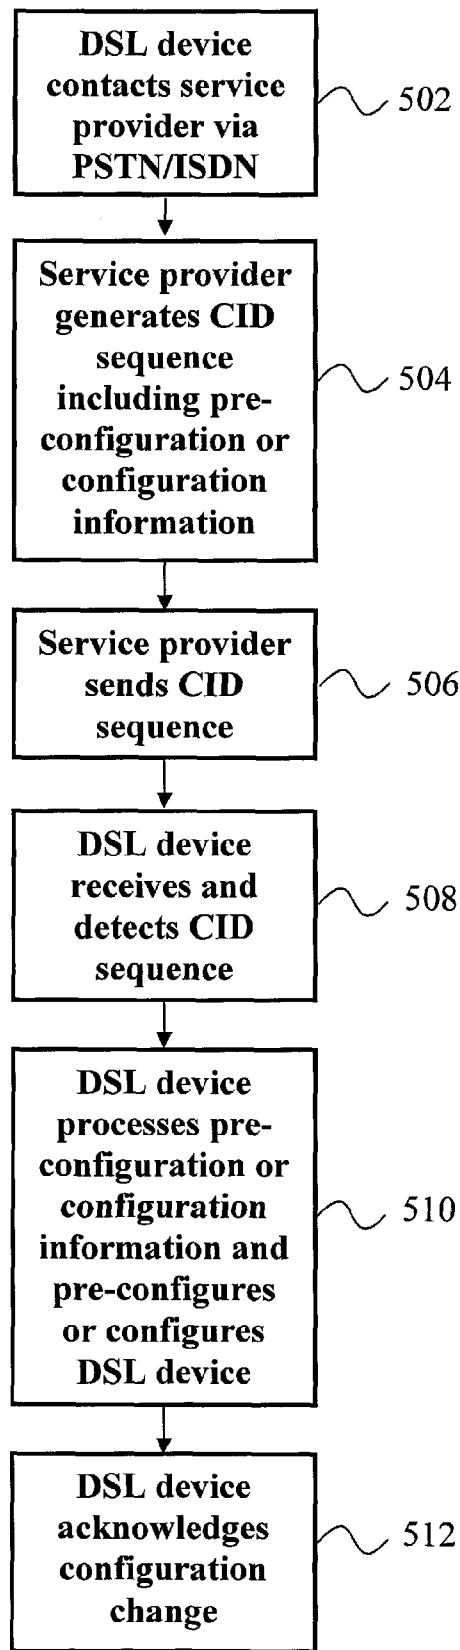 DSL device
contacts service
provider via
PSTN/ISDN
502
Service provider
generates CID
sequence
including pre-
configuration or
configuration
information
504
Service provider
sends CID
sequence
506
DSL device
receives and
detects CID
sequence
508
DSL device
processes pre-
configuration or
configuration
information and
pre-configures
or configures
DSL device
510
DSL device
acknowledges
configuration
change
512